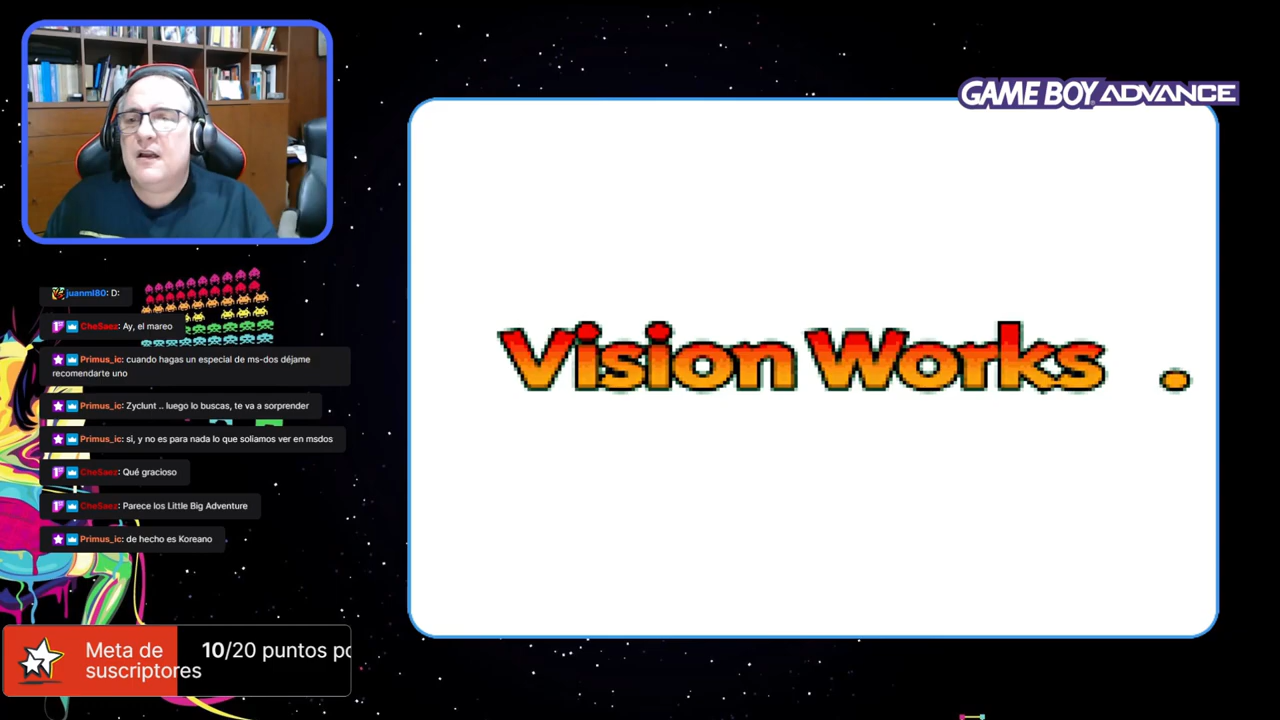 GAME BOY ADVANCE
Vision Works .
juanml80: D:
CheSaez: Ay, el mareo
Primus_ic: cuando hagas un especial de ms-dos déjame
recomendarte uno
Primus_ic: Zyclunt .. luego lo buscas, te va a sorprender
Primus_ic: si, y no es para nada lo que soliamos ver en msdos
CheSaez: Qué gracioso
CheSaez: Parece los Little Big Adventure
Primus_ic: de hecho es Koreano
Meta de
suscriptores
10/20 puntos po